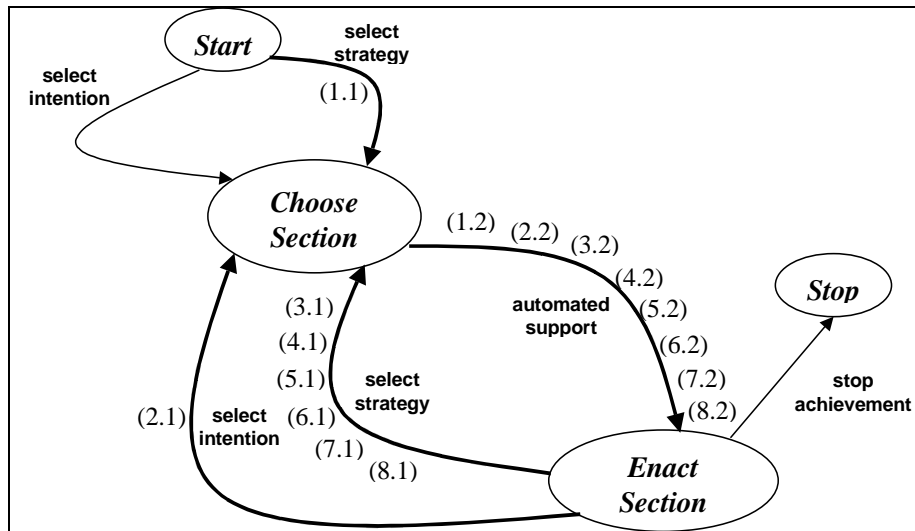 Start
select
strategy
select
intention
(1.1)
Choose
Section
(1.2)
(2.2)
(3.2)
(4.2)
(5.2)
(6.2)
(7.2)
(8.2)
automated
support
Stop
stop
achievement
(3.1)
(4.1)
(5.1)
(6.1)
(7.1)
(8.1)
select
strategy
(2.1)
select
intention
Enact
Section